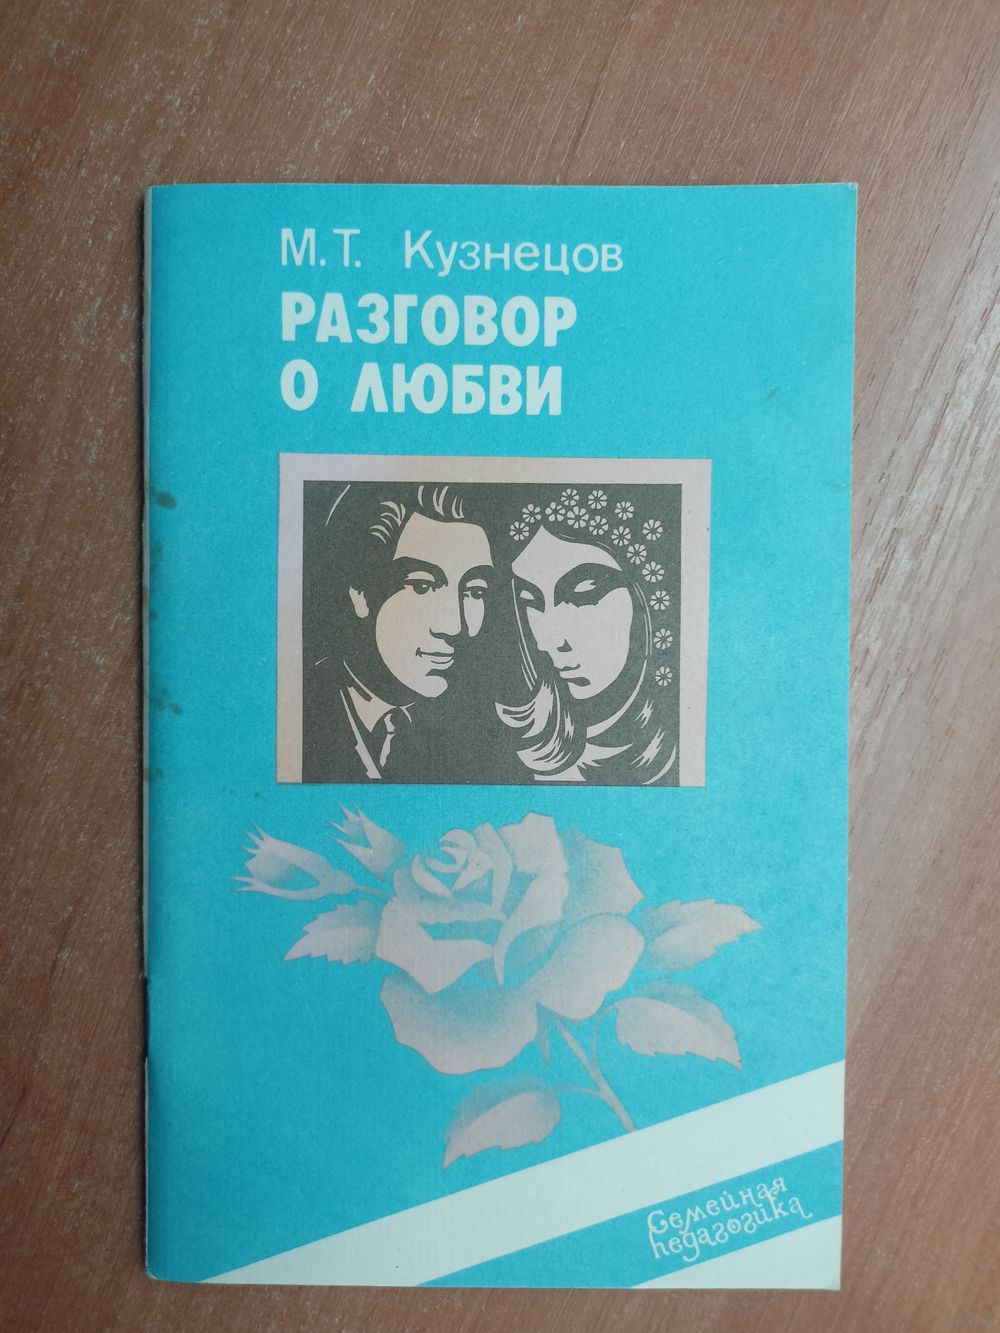 М.Т. Кузнецов
РАЗГОВОР
О ЛЮБВИ
Семейная
педагогика